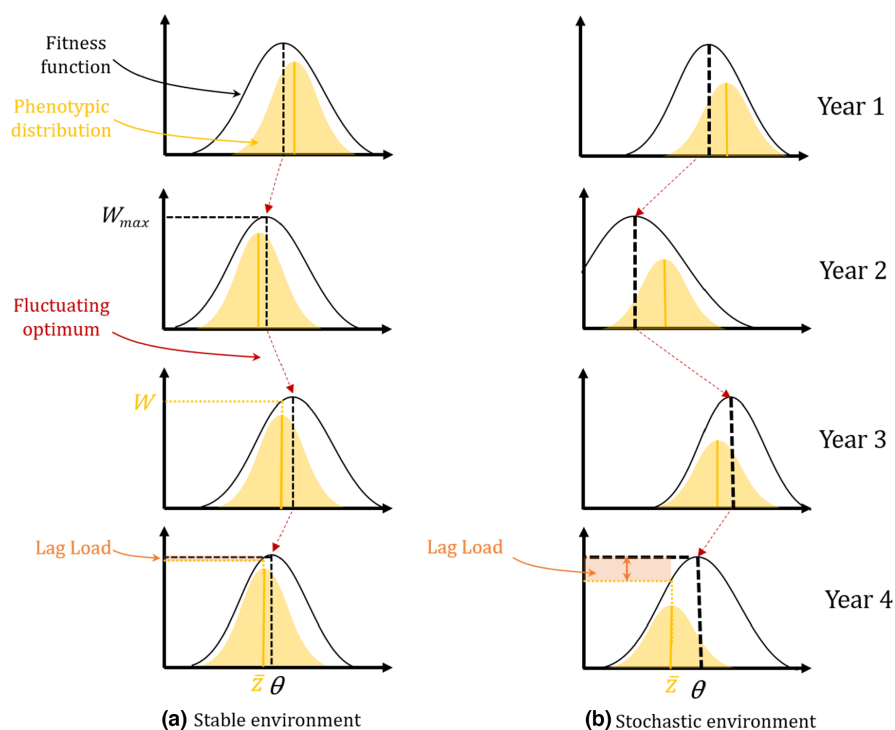 Fitness
function
Phenotypic
distribution
Year 1
W_max
Year 2
Fluctuating
optimum
W
Year 3
Lag Load
Lag Load
Year 4
z̄ θ
z̄ θ
(a) Stable environment
(b) Stochastic environment